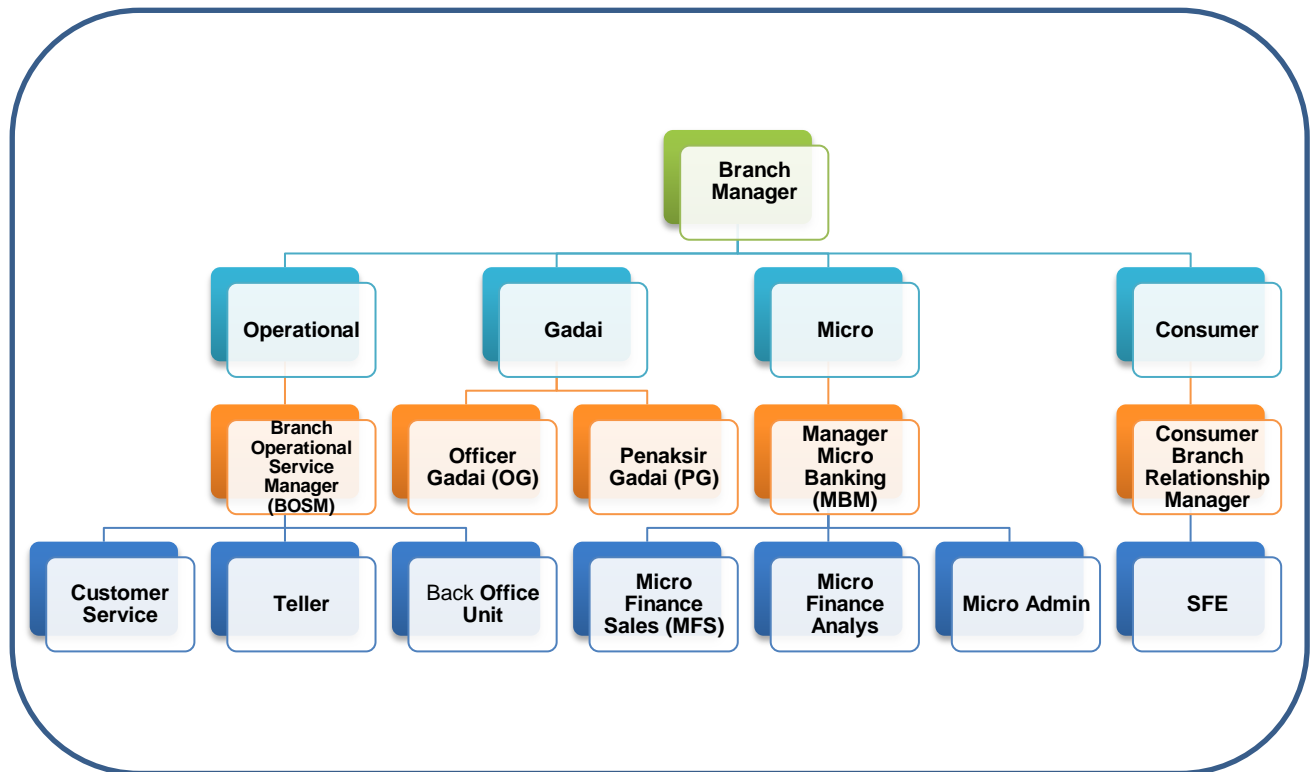 Branch
Manager
Operational
Gadai
Micro
Consumer
Branch
Operational
Service
Manager
(BOSM)
Officer
Gadai (OG)
Penaksir
Gadai (PG)
Manager
Micro
Banking
(MBM)
Consumer
Branch
Relationship
Manager
Customer
Service
Teller
Back Office
Unit
Micro
Finance
Sales (MFS)
Micro
Finance
Analys
Micro Admin
SFE